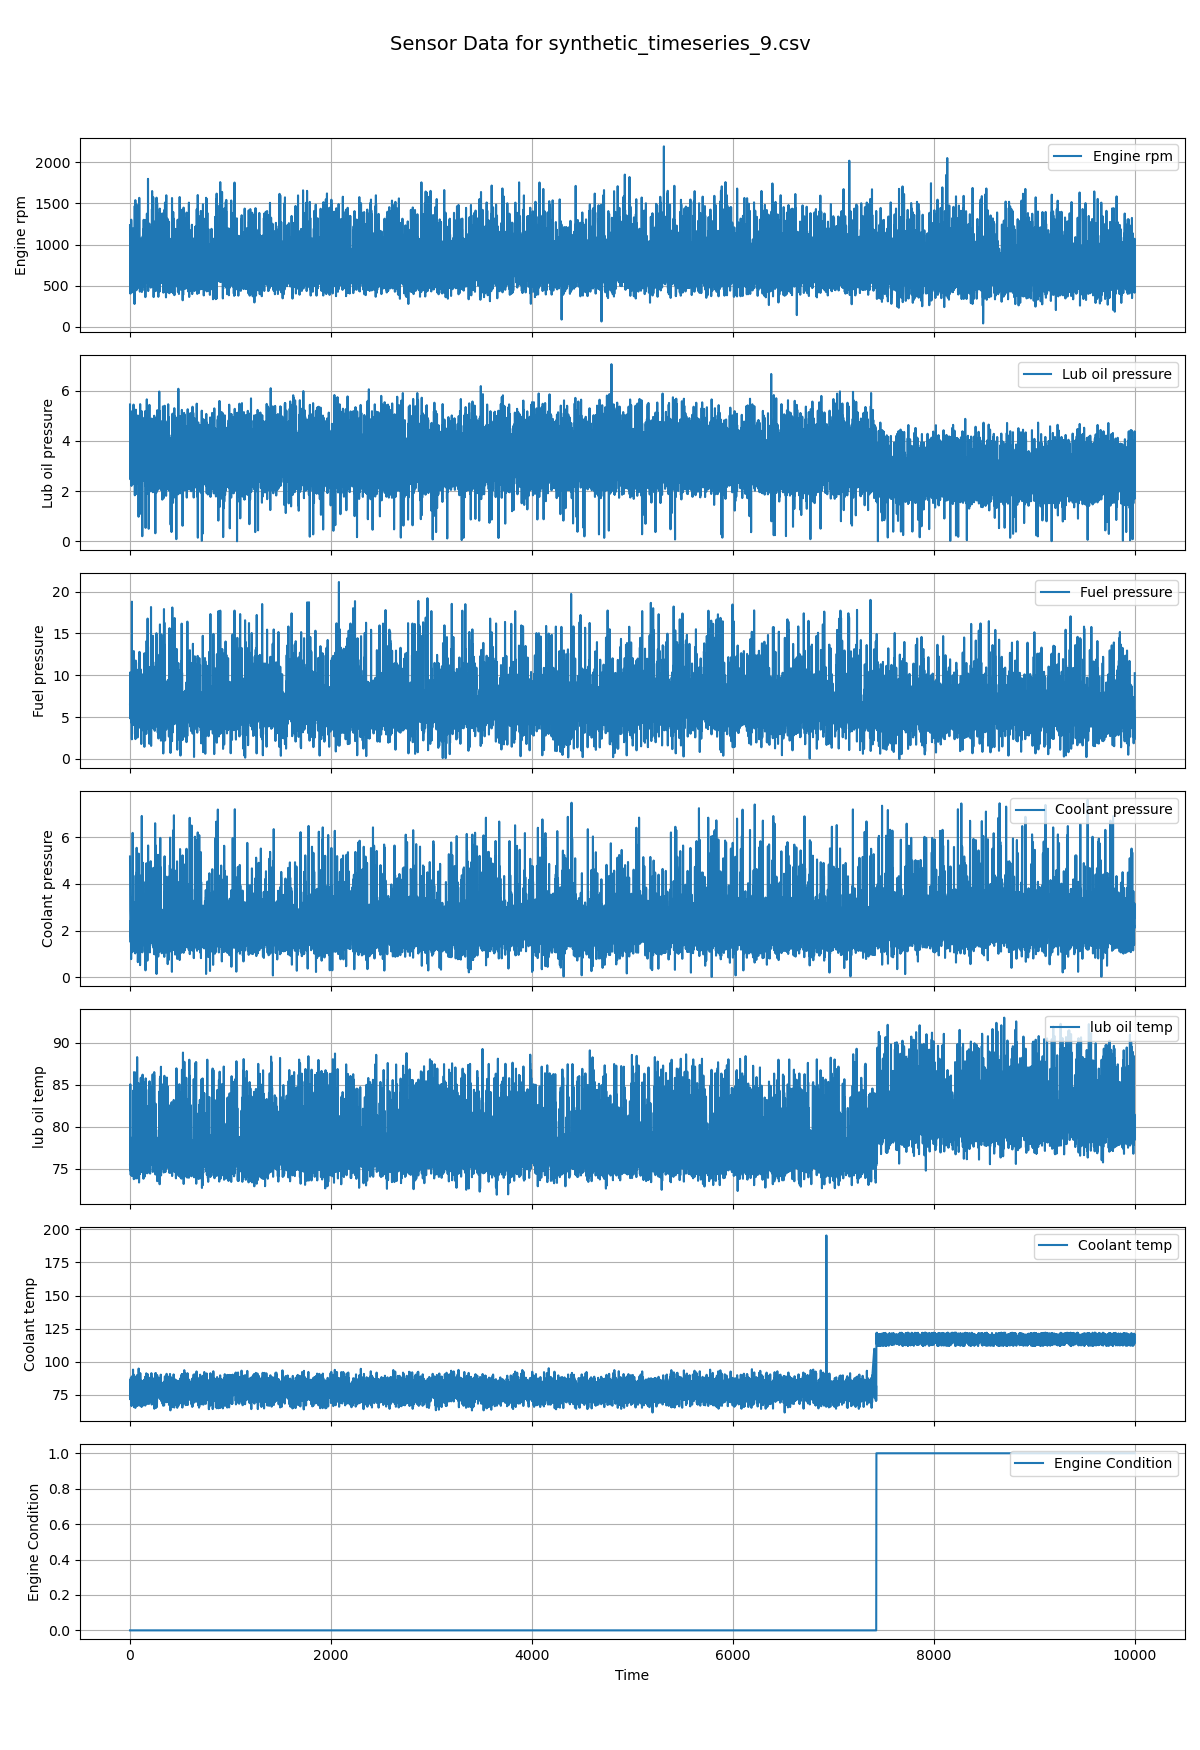 Sensor Data for synthetic_timeseries_9.csv
Engine rpm
2000
1500
1000
500
0
Engine rpm
Lub oil pressure
6
4
2
0
Lub oil pressure
Fuel pressure
20
15
10
5
0
Fuel pressure
Coolant pressure
6
4
2
0
Coolant pressure
lub oil temp
90
85
80
75
lub oil temp
Coolant temp
200
175
150
125
100
75
Coolant temp
Engine Condition
1.0
0.8
0.6
0.4
0.2
0.0
Engine Condition
0 2000 4000 6000 8000 10000
Time